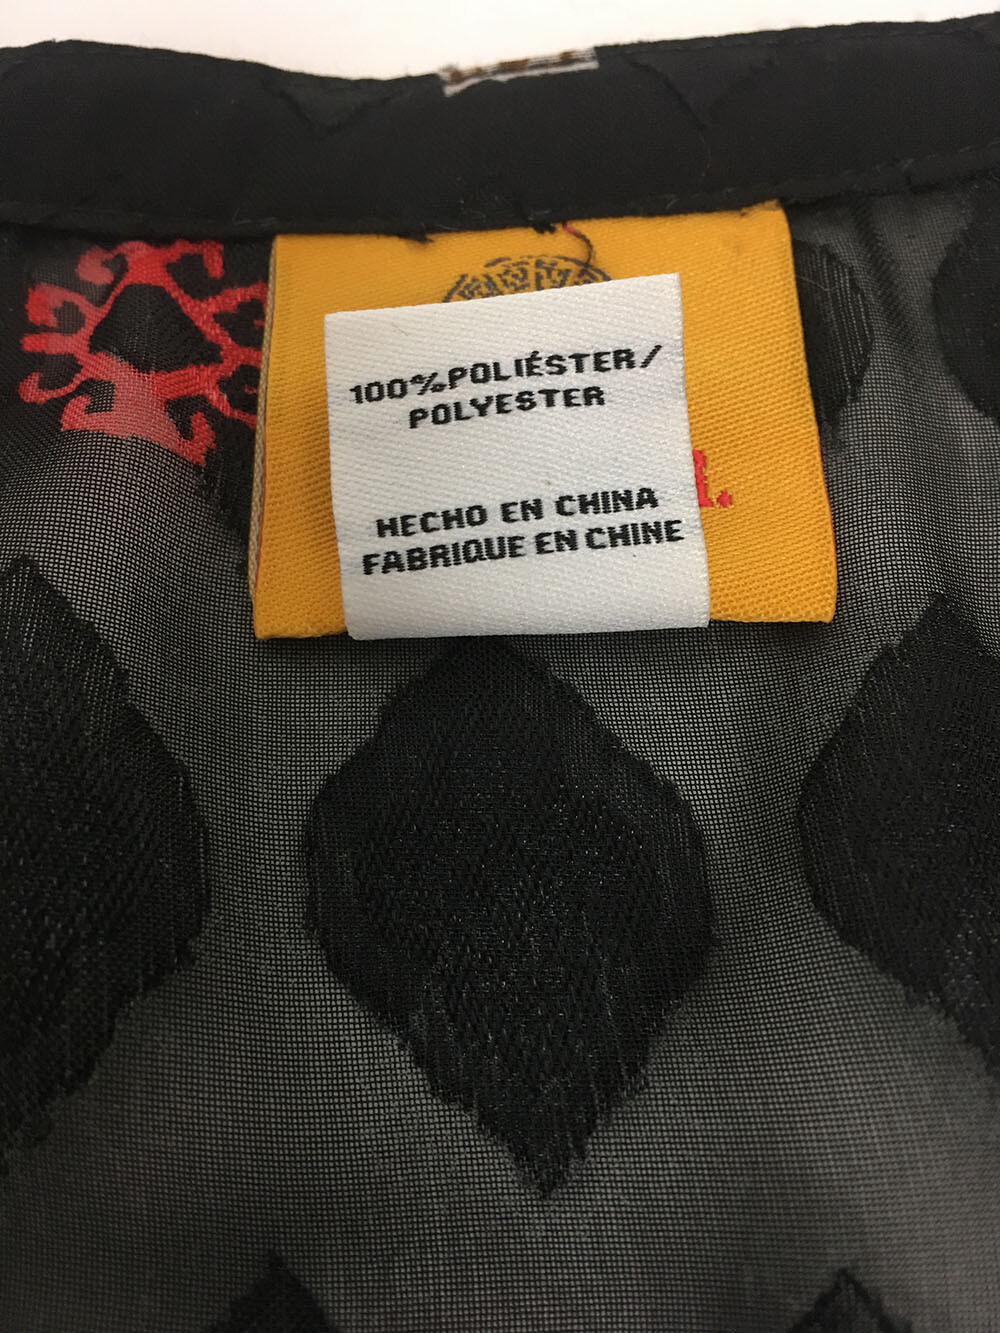 100%POLIÉSTER/
POLYESTER
HECHO EN CHINA
FABRIQUE EN CHINE